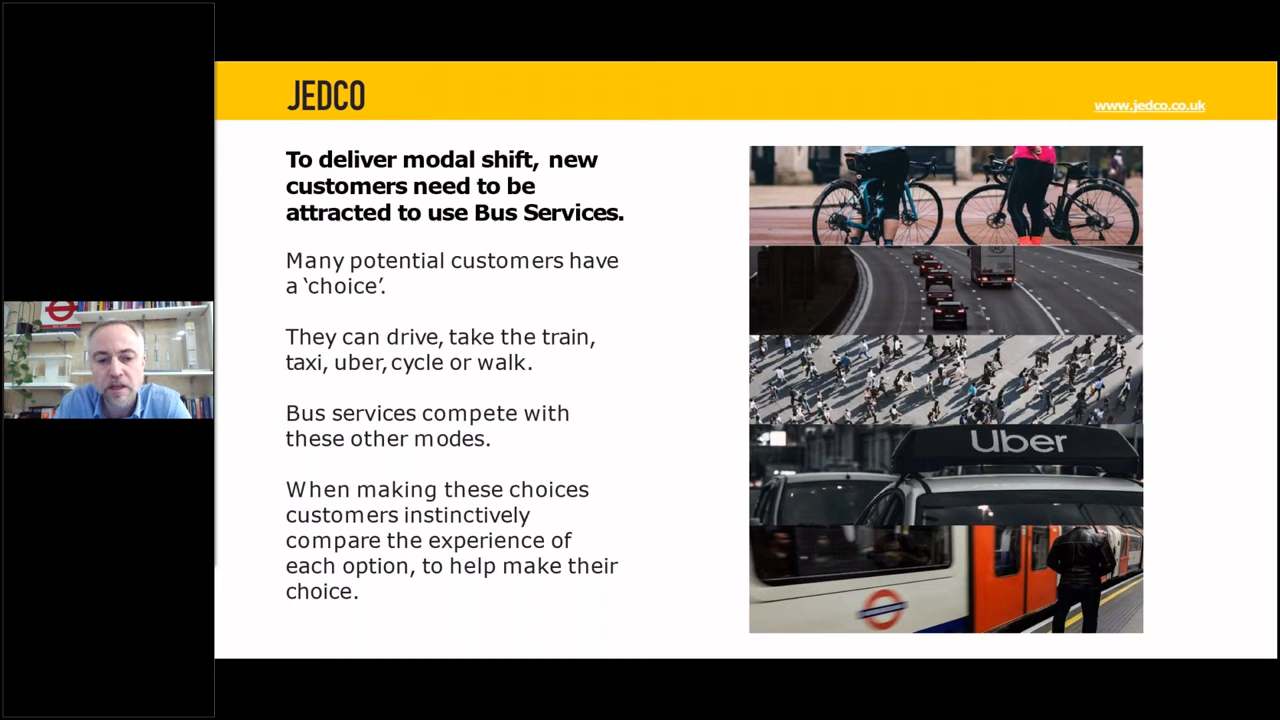 JEDCO
www.jedco.co.uk
To deliver modal shift, new
customers need to be
attracted to use Bus Services.
Many potential customers have
a ‘choice’.
They can drive, take the train,
taxi, uber, cycle or walk.
Bus services compete with
these other modes.
When making these choices
customers instinctively
compare the experience of
each option, to help make their
choice.
Uber